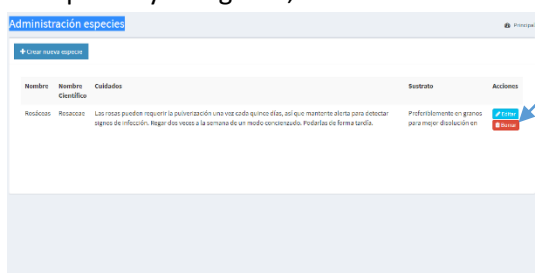 Administración especies
Principal
+ Crear nueva especie
Nombre Nombre Científico Cuidados Sustrato Acciones
Rosáceas Rosaceae Las rosas pueden requerir la pulverización una vez cada quince días, así que mantente alerta para detectar Preferiblemente en granos Editar
signos de infección. Regar dos veces a la semana de un modo concienzudo. Podarlas de forma tardía. para mejor disolución en Borrar